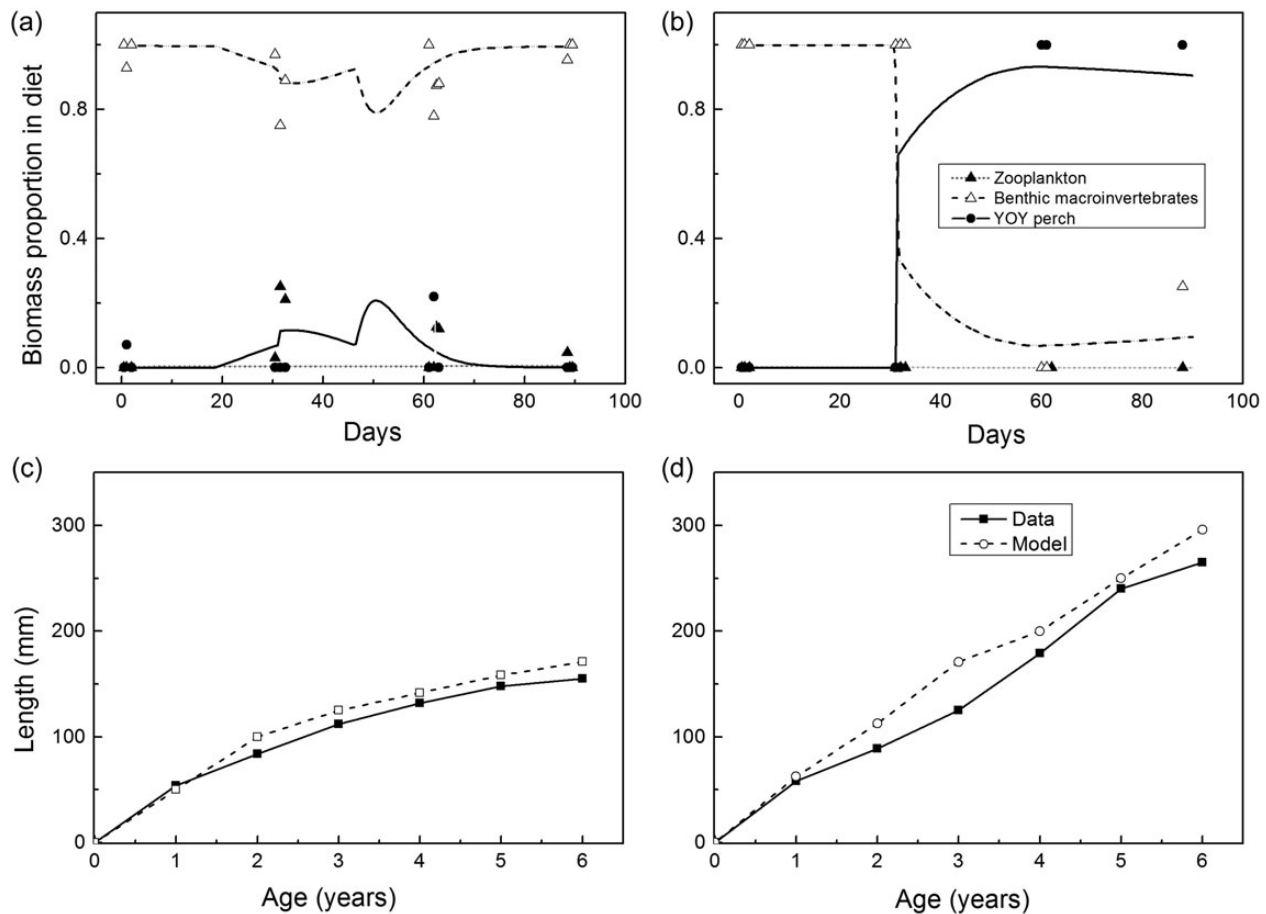 (a)
(b)
Biomass proportion in diet
0.8
0.4
0.0
0 20 40 60 80 100
Days
0.8
0.4
0.0
Zooplankton
Benthic macroinvertebrates
YOY perch
0 20 40 60 80 100
Days
(c)
(d)
Length (mm)
300
200
100
0
0 1 2 3 4 5 6
Age (years)
300
200
100
0
Data
Model
0 1 2 3 4 5 6
Age (years)